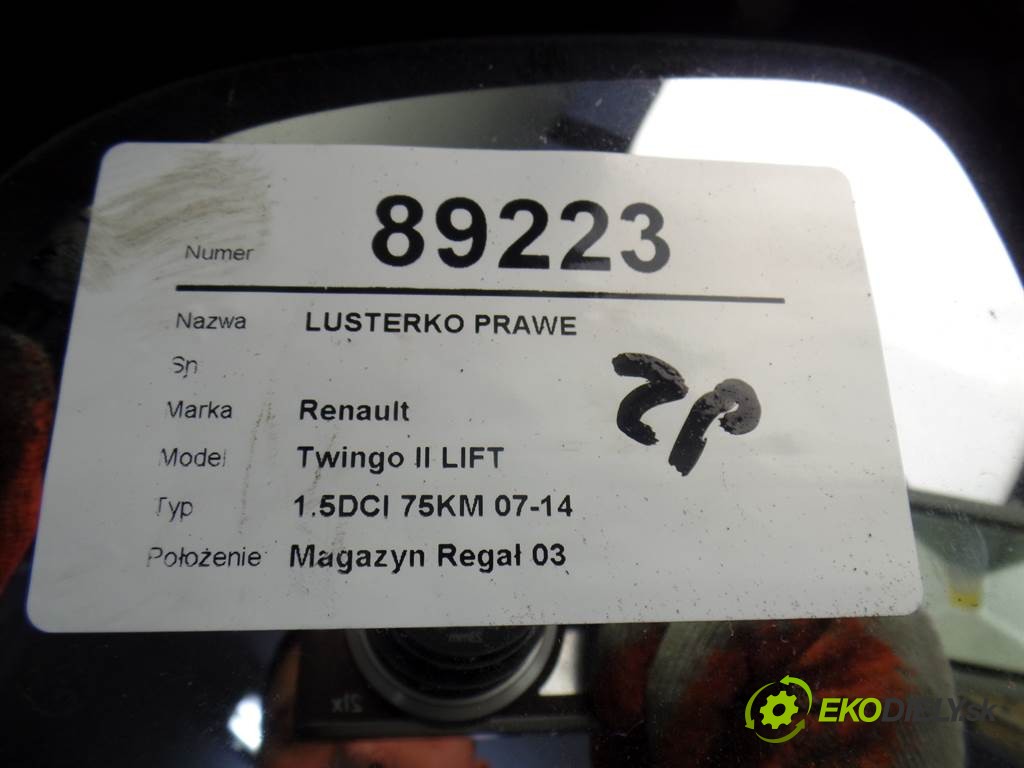 Numer 89223
Nazwa LUSTERKO PRAWE
Sn
Marka Renault
Model Twingo II LIFT
Typ 1.5DCI 75KM 07-14
Położenie Magazyn Regał 03
EKODIELY.sk